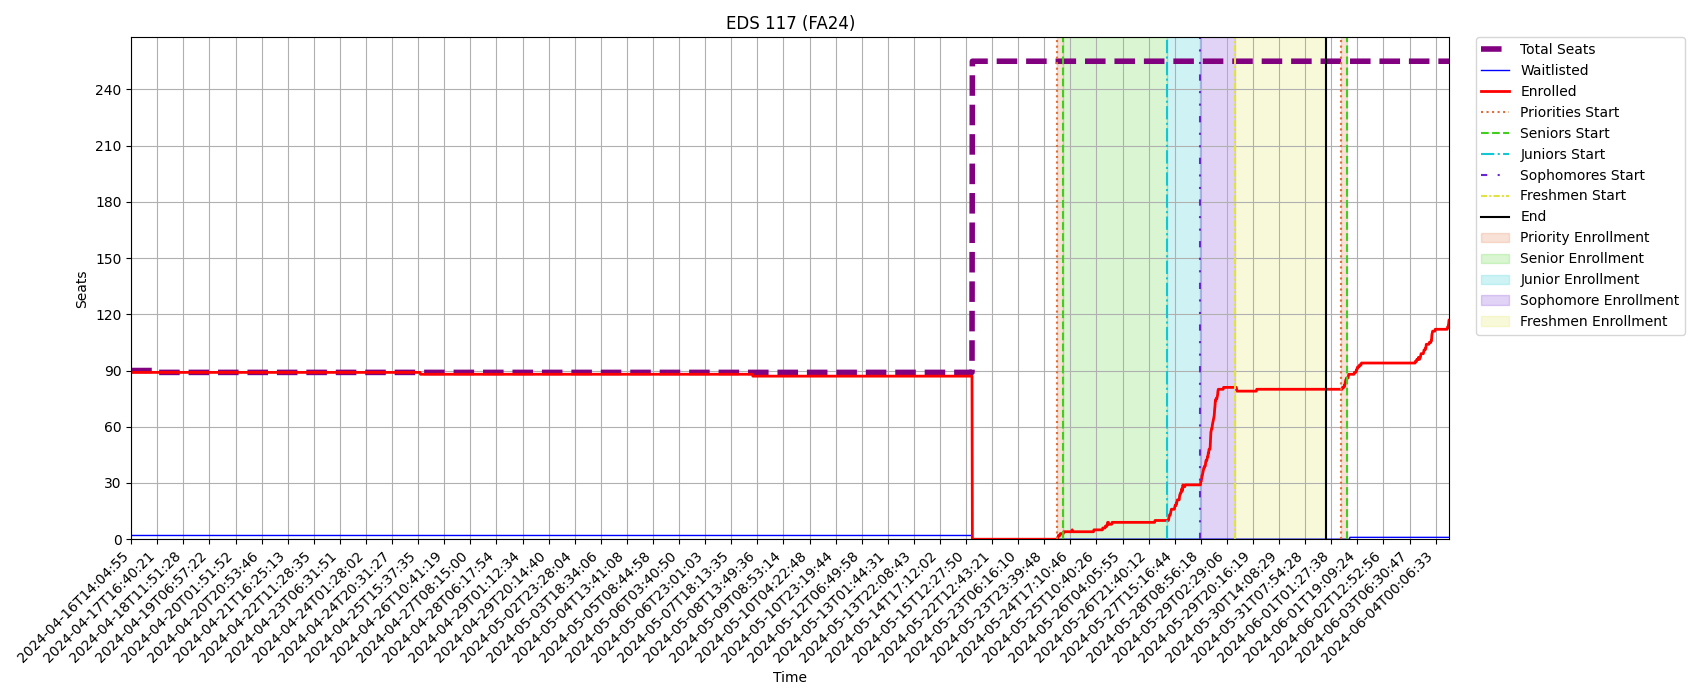 EDS 117 (FA24)
Seats
240
210
180
150
120
90
60
30
0
2024-04-16T14:04:55
2024-04-17T16:40:21
2024-04-18T11:51:28
2024-04-19T06:57:22
2024-04-20T01:51:52
2024-04-20T20:53:46
2024-04-21T16:25:13
2024-04-22T11:28:35
2024-04-23T06:31:51
2024-04-24T01:28:02
2024-04-24T20:31:27
2024-04-25T15:37:35
2024-04-26T10:41:19
2024-04-27T08:15:00
2024-04-28T06:17:54
2024-04-29T01:12:34
2024-04-29T20:14:40
2024-05-02T23:28:04
2024-05-03T18:34:06
2024-05-04T13:41:08
2024-05-05T08:44:58
2024-05-06T03:40:50
2024-05-06T23:01:03
2024-05-07T18:13:35
2024-05-08T13:49:36
2024-05-09T08:53:14
2024-05-10T04:22:48
2024-05-10T23:19:44
2024-05-12T06:49:58
2024-05-13T01:44:31
2024-05-13T22:08:43
2024-05-14T17:12:02
2024-05-15T12:27:50
2024-05-22T12:43:21
2024-05-23T06:16:10
2024-05-23T23:39:48
2024-05-24T17:10:46
2024-05-25T10:40:26
2024-05-26T04:05:55
2024-05-26T21:40:12
2024-05-27T15:16:44
2024-05-28T08:56:18
2024-05-29T02:29:06
2024-05-29T20:16:19
2024-05-30T14:08:29
2024-05-31T07:54:28
2024-06-01T01:27:38
2024-06-01T19:09:24
2024-06-02T12:52:56
2024-06-03T06:30:47
2024-06-04T00:06:33
Time
Total Seats
Waitlisted
Enrolled
Priorities Start
Seniors Start
Juniors Start
Sophomores Start
Freshmen Start
End
Priority Enrollment
Senior Enrollment
Junior Enrollment
Sophomore Enrollment
Freshmen Enrollment